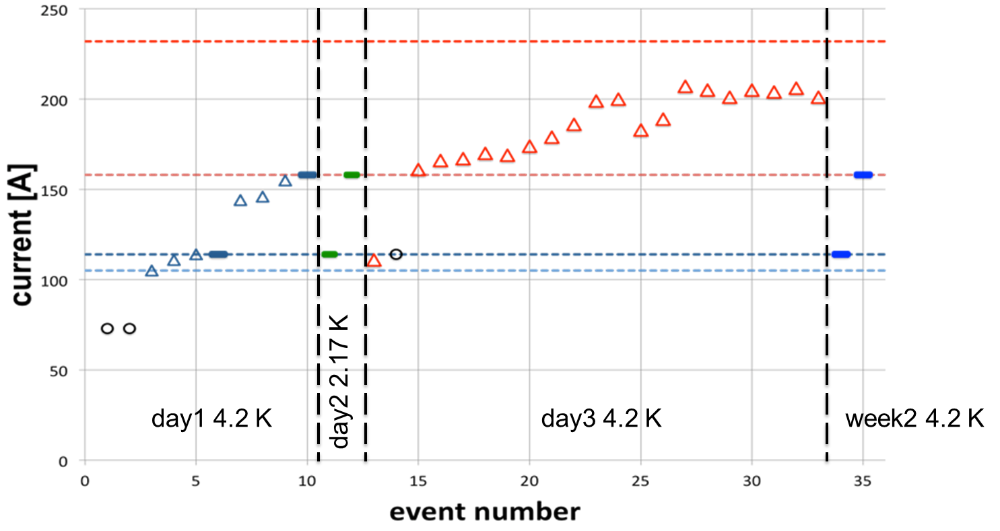 250
200
150
100
50
0
current [A]
day1 4.2 K
day2 2.17 K
day3 4.2 K
week2 4.2 K
0 5 10 15 20 25 30 35
event number